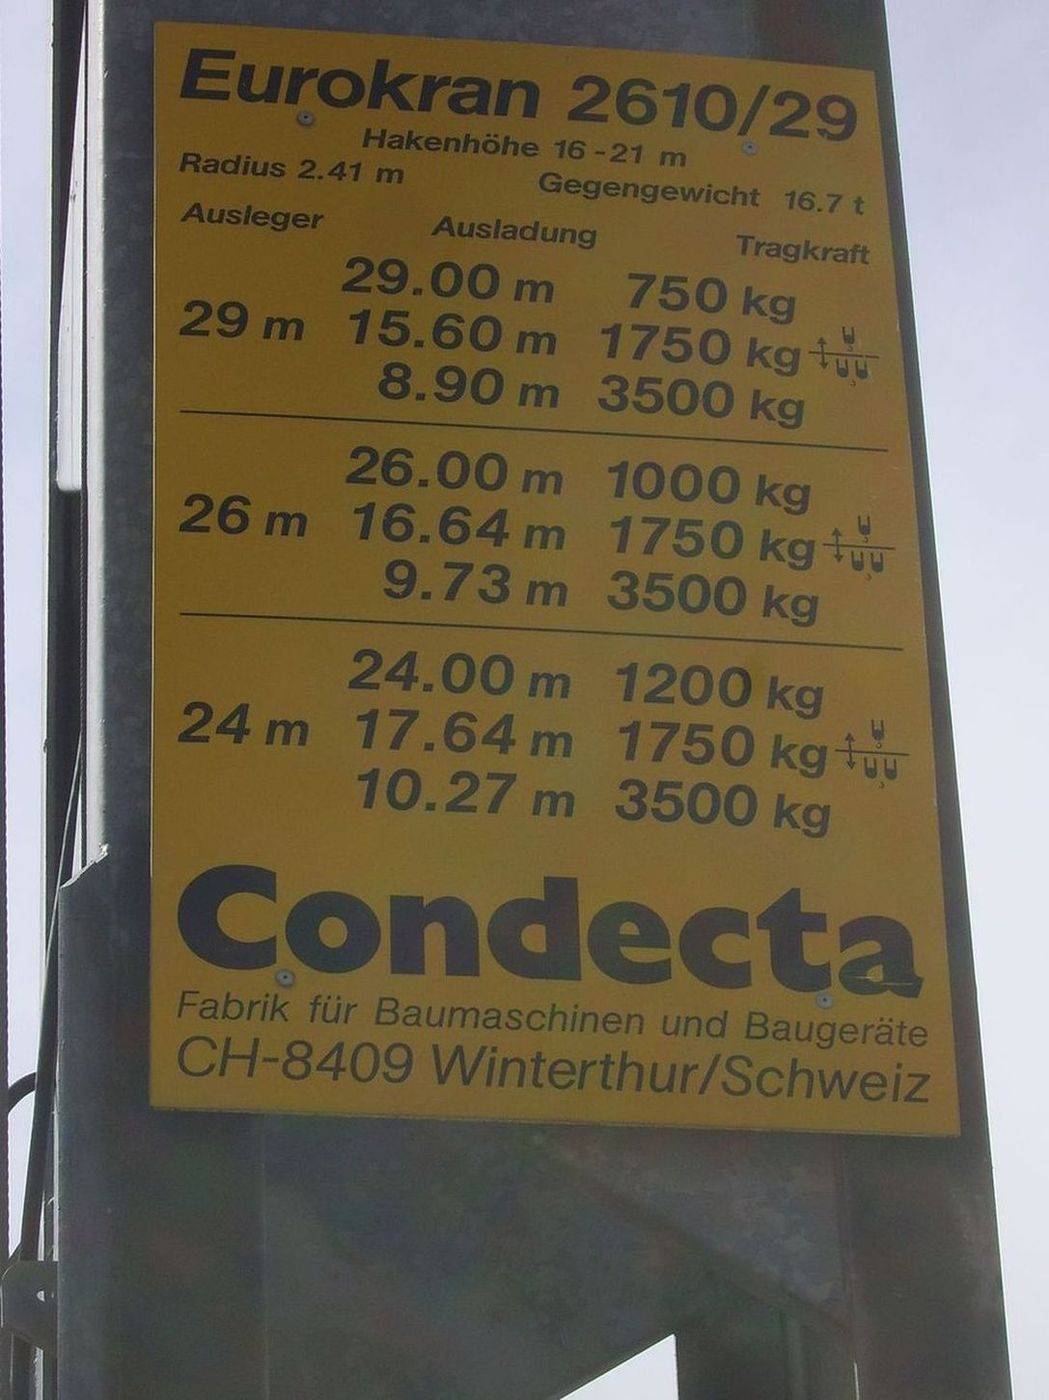 Eurokran 2610/29
Hakenhöhe 16-21 m
Radius 2.41 m Gegengewicht 16.7 t
Ausleger Ausladung Tragkraft
29.00 m 750 kg
29 m 15.60 m 1750 kg
8.90 m 3500 kg
26.00 m 1000 kg
26 m 16.64 m 1750 kg
9.73 m 3500 kg
24.00 m 1200 kg
24 m 17.64 m 1750 kg
10.27 m 3500 kg
Condecta
Fabrik für Baumaschinen und Baugeräte
CH-8409 Winterthur/Schweiz